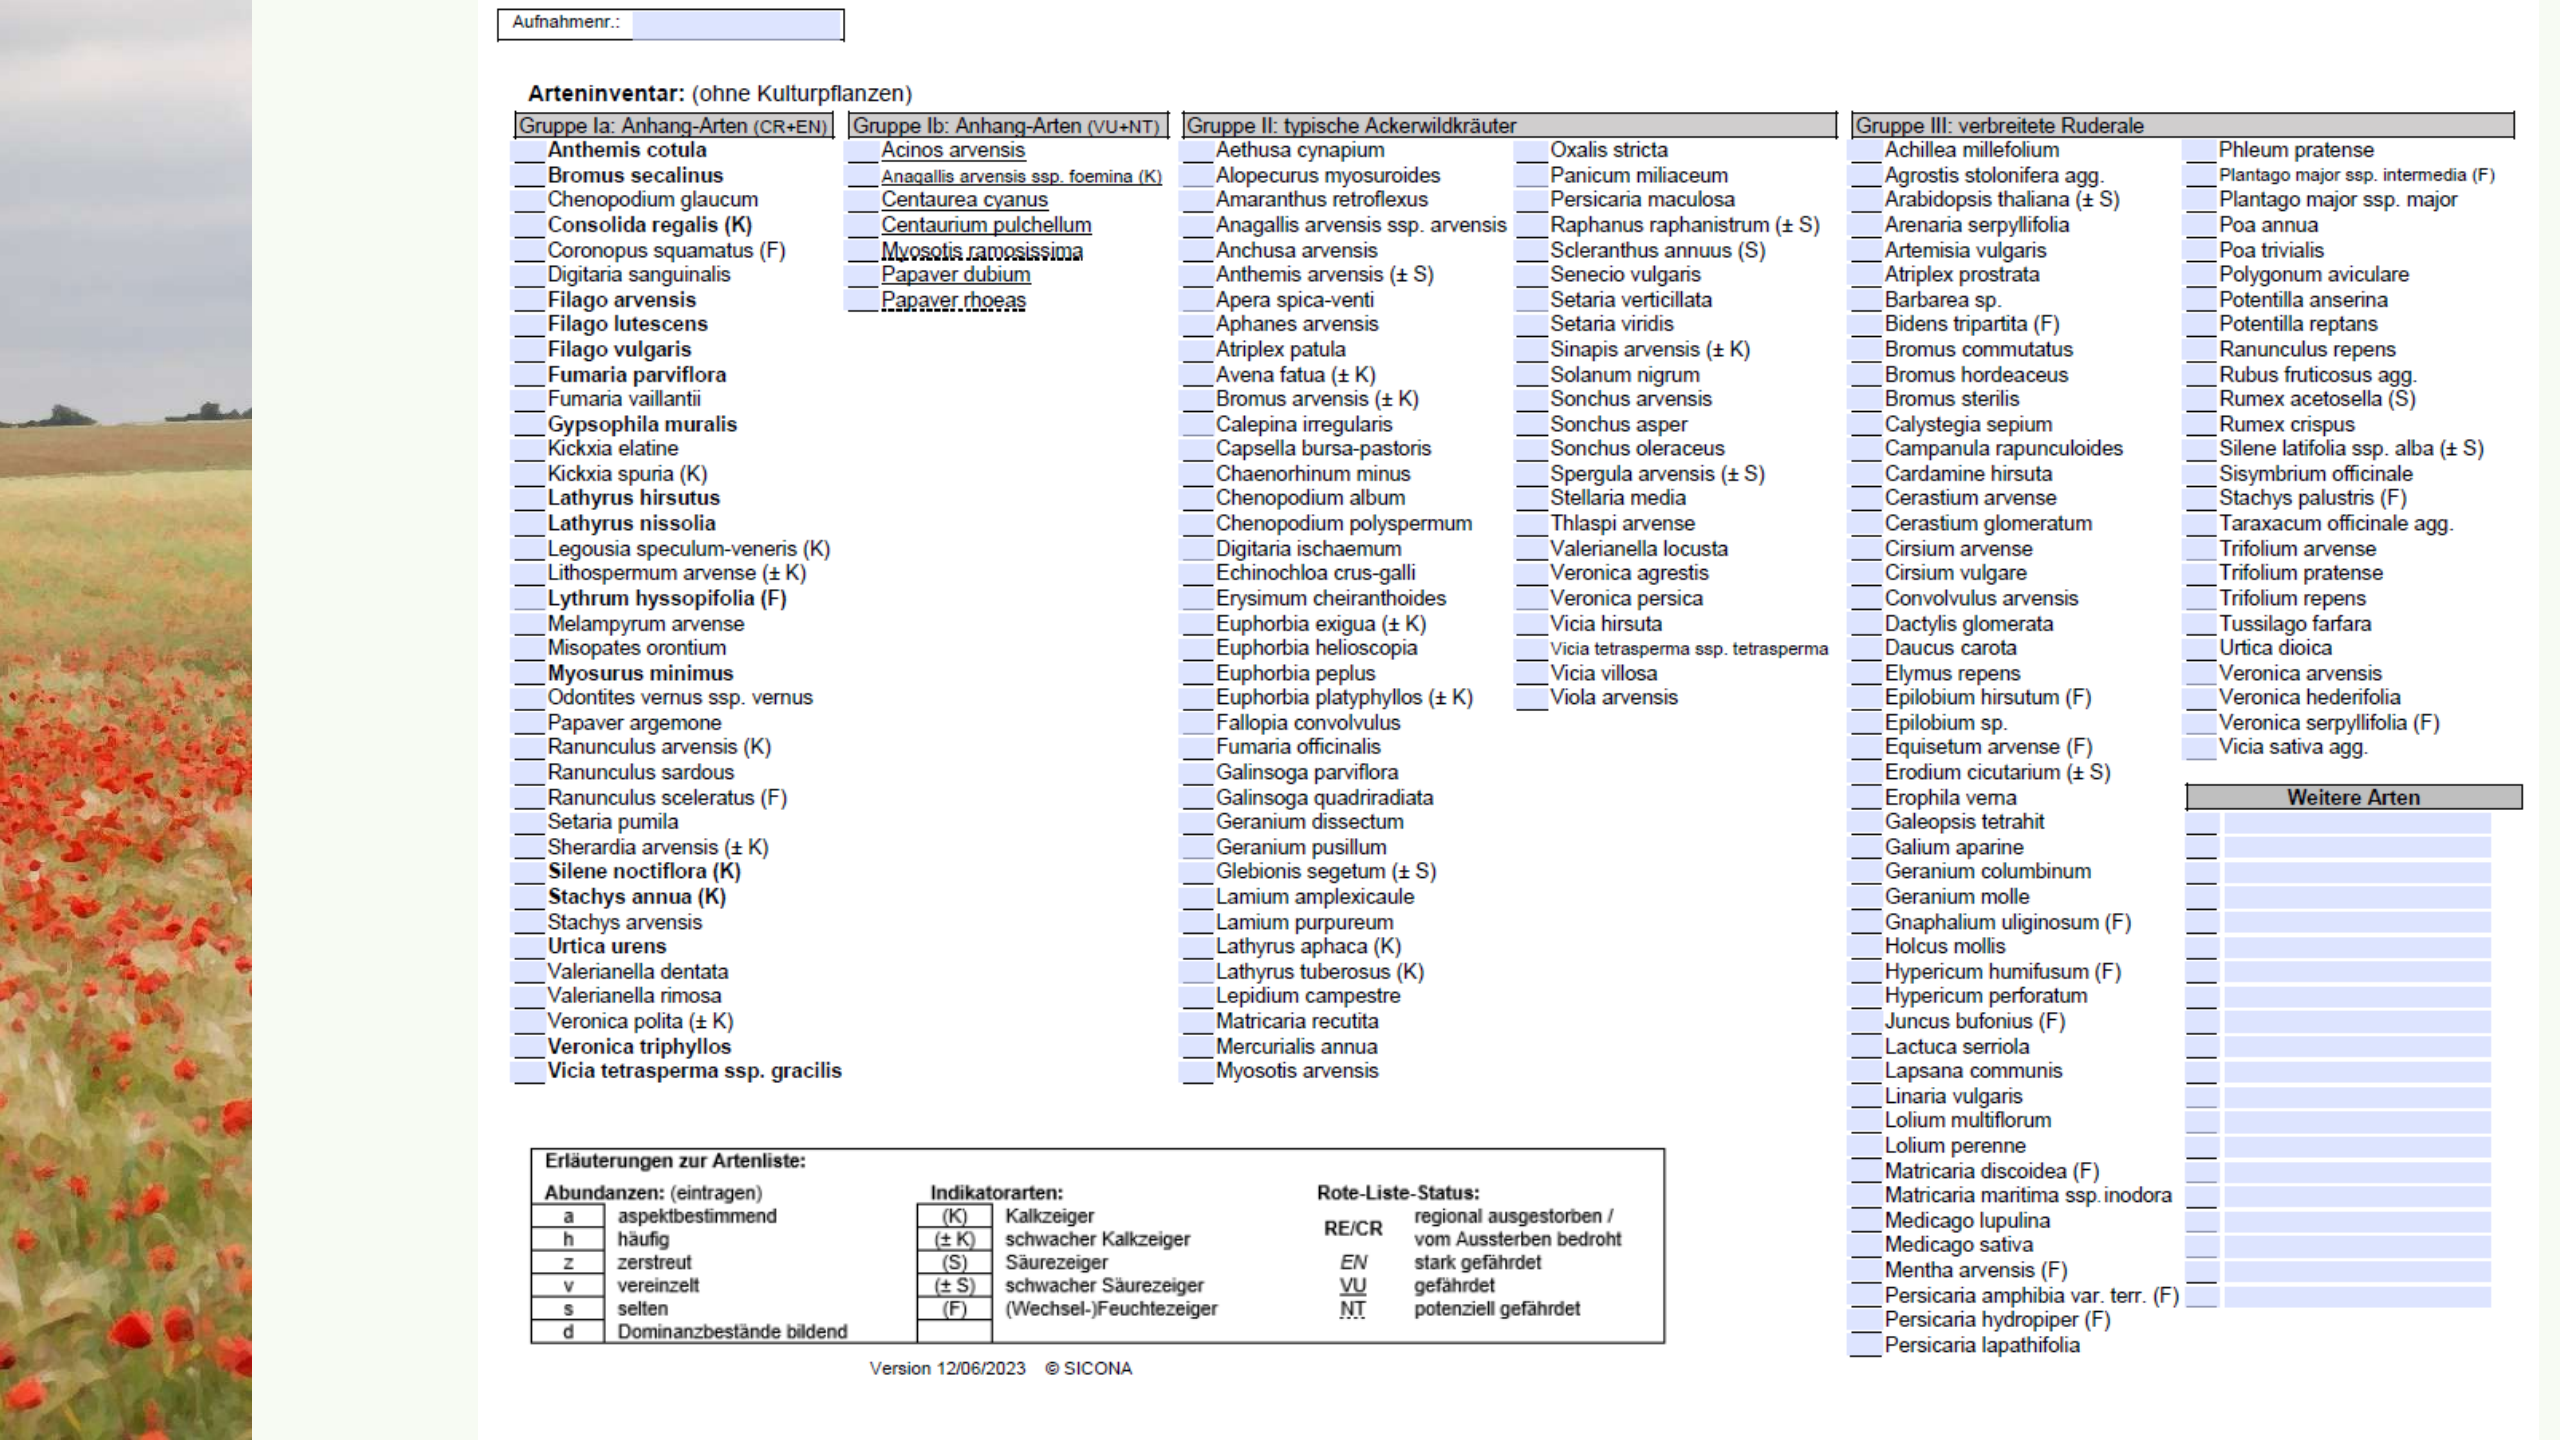 Aufnahmenr.:
Arteninventar: (ohne Kulturpflanzen)
Gruppe Ia: Anhang-Arten (CR+EN)
Anthemis cotula
Bromus secalinus
Chenopodium glaucum
Consolida regalis (K)
Coronopus squamatus (F)
Digitaria sanguinalis
Filago arvensis
Filago lutescens
Filago vulgaris
Fumaria parviflora
Fumaria vaillantii
Gypsophila muralis
Kickxia elatine
Kickxia spuria (K)
Lathyrus hirsutus
Lathyrus nissolia
Legousia speculum-veneris (K)
Lithospermum arvense (± K)
Lythrum hyssopifolia (F)
Melampyrum arvense
Misopates orontium
Myosurus minimus
Odontites vernus ssp. vernus
Papaver argemone
Ranunculus arvensis (K)
Ranunculus sardous
Ranunculus sceleratus (F)
Setaria pumila
Sherardia arvensis (± K)
Silene noctiflora (K)
Stachys annua (K)
Stachys arvensis
Urtica urens
Valerianella dentata
Valerianella rimosa
Veronica polita (± K)
Veronica triphyllos
Vicia tetrasperma ssp. gracilis
Gruppe Ib: Anhang-Arten (VU+NT)
Acinos arvensis
Anagallis arvensis ssp. foemina (K)
Centaurea cyanus
Centaurium pulchellum
Myosotis ramosissima
Papaver dubium
Papaver rhoeas
Gruppe II: typische Ackerwildkräuter
Aethusa cynapium
Alopecurus myosuroides
Amaranthus retroflexus
Anagallis arvensis ssp. arvensis
Anchusa arvensis
Anthemis arvensis (± S)
Apera spica-venti
Aphanes arvensis
Atriplex patula
Avena fatua (± K)
Bromus arvensis (± K)
Calepina irregularis
Capsella bursa-pastoris
Chaenorhinum minus
Chenopodium album
Chenopodium polyspermum
Digitaria ischaemum
Echinochloa crus-galli
Erysimum cheiranthoides
Euphorbia exigua (± K)
Euphorbia helioscopia
Euphorbia peplus
Euphorbia platyphyllos (± K)
Fallopia convolvulus
Fumaria officinalis
Galinsoga parviflora
Galinsoga quadriradiata
Geranium dissectum
Geranium pusillum
Glebionis segetum (± S)
Lamium amplexicaule
Lamium purpureum
Lathyrus aphaca (K)
Lathyrus tuberosus (K)
Lepidium campestre
Matricaria recutita
Mercurialis annua
Myosotis arvensis
Oxalis stricta
Panicum miliaceum
Persicaria maculosa
Raphanus raphanistrum (± S)
Scleranthus annuus (S)
Senecio vulgaris
Setaria verticillata
Setaria viridis
Sinapis arvensis (± K)
Solanum nigrum
Sonchus arvensis
Sonchus asper
Sonchus oleraceus
Spergula arvensis (± S)
Stellaria media
Thlaspi arvense
Valerianella locusta
Veronica agrestis
Veronica persica
Vicia hirsuta
Vicia tetrasperma ssp. tetrasperma
Vicia villosa
Viola arvensis
Gruppe III: verbreitete Ruderale
Achillea millefolium
Agrostis stolonifera agg.
Arabidopsis thaliana (± S)
Arenaria serpyllifolia
Artemisia vulgaris
Atriplex prostrata
Barbarea sp.
Bidens tripartita (F)
Bromus commutatus
Bromus hordeaceus
Bromus sterilis
Calystegia sepium
Campanula rapunculoides
Cardamine hirsuta
Cerastium arvense
Cerastium glomeratum
Cirsium arvense
Cirsium vulgare
Convolvulus arvensis
Dactylis glomerata
Daucus carota
Elymus repens
Epilobium hirsutum (F)
Epilobium sp.
Equisetum arvense (F)
Erodium cicutarium (± S)
Erophila verna
Galeopsis tetrahit
Galium aparine
Geranium columbinum
Geranium molle
Gnaphalium uliginosum (F)
Holcus mollis
Hypericum humifusum (F)
Hypericum perforatum
Juncus bufonius (F)
Lactuca serriola
Lapsana communis
Linaria vulgaris
Lolium multiflorum
Lolium perenne
Matricaria discoidea (F)
Matricaria maritima ssp. inodora
Medicago lupulina
Medicago sativa
Mentha arvensis (F)
Persicaria amphibia var. terr. (F)
Persicaria hydropiper (F)
Persicaria lapathifolia
Phleum pratense
Plantago major ssp. intermedia (F)
Plantago major ssp. major
Poa annua
Poa trivialis
Polygonum aviculare
Potentilla anserina
Potentilla reptans
Ranunculus repens
Rubus fruticosus agg.
Rumex acetosella (S)
Rumex crispus
Silene latifolia ssp. alba (± S)
Sisymbrium officinale
Stachys palustris (F)
Taraxacum officinale agg.
Trifolium arvense
Trifolium pratense
Trifolium repens
Tussilago farfara
Urtica dioica
Veronica arvensis
Veronica hederifolia
Veronica serpyllifolia (F)
Vicia sativa agg.
Weitere Arten
Erläuterungen zur Artenliste:
Abundanzen: (eintragen)
a aspektbestimmend
h häufig
z zerstreut
v vereinzelt
s selten
d Dominanzbestände bildend
Indikatorarten:
(K) Kalkzeiger
(± K) schwacher Kalkzeiger
(S) Säurezeiger
(± S) schwacher Säurezeiger
(F) (Wechsel-)Feuchtezeiger
Rote-Liste-Status:
RE/CR regional ausgestorben /
vom Aussterben bedroht
EN stark gefährdet
VU gefährdet
NT potenziell gefährdet
Version 12/06/2023 © SICONA